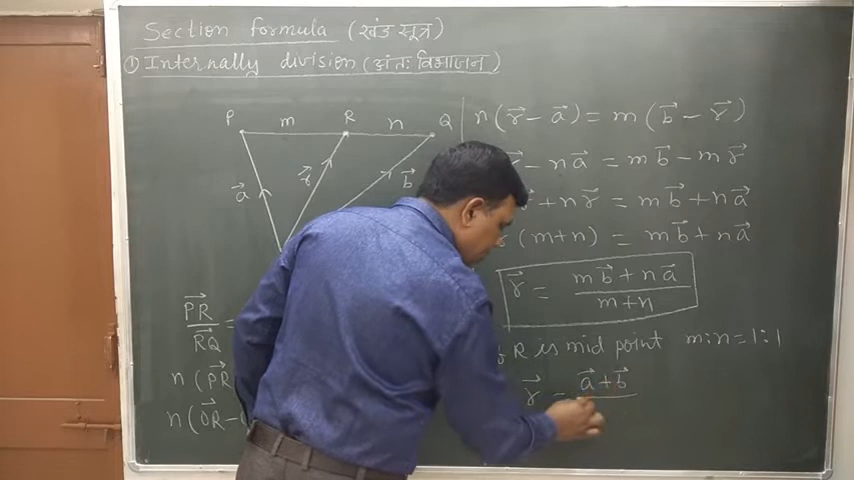 Section formula (खंड सूत्र)
① Internally division (अंतः विभाजन)
P m R n Q
a⃗ r⃗ b⃗
n(r⃗ - a⃗) = m(b⃗ - r⃗)
r⃗ - na⃗ = mb⃗ - mr⃗
+ nr⃗ = mb⃗ + na⃗
(m+n) = mb⃗ + na⃗
r⃗ = (mb⃗ + na⃗)/(m+n)
R is mid point m:n = 1:1
r⃗ = a⃗ + b⃗
PR⃗/RQ⃗ =
n(PR⃗
n(OR⃗ -